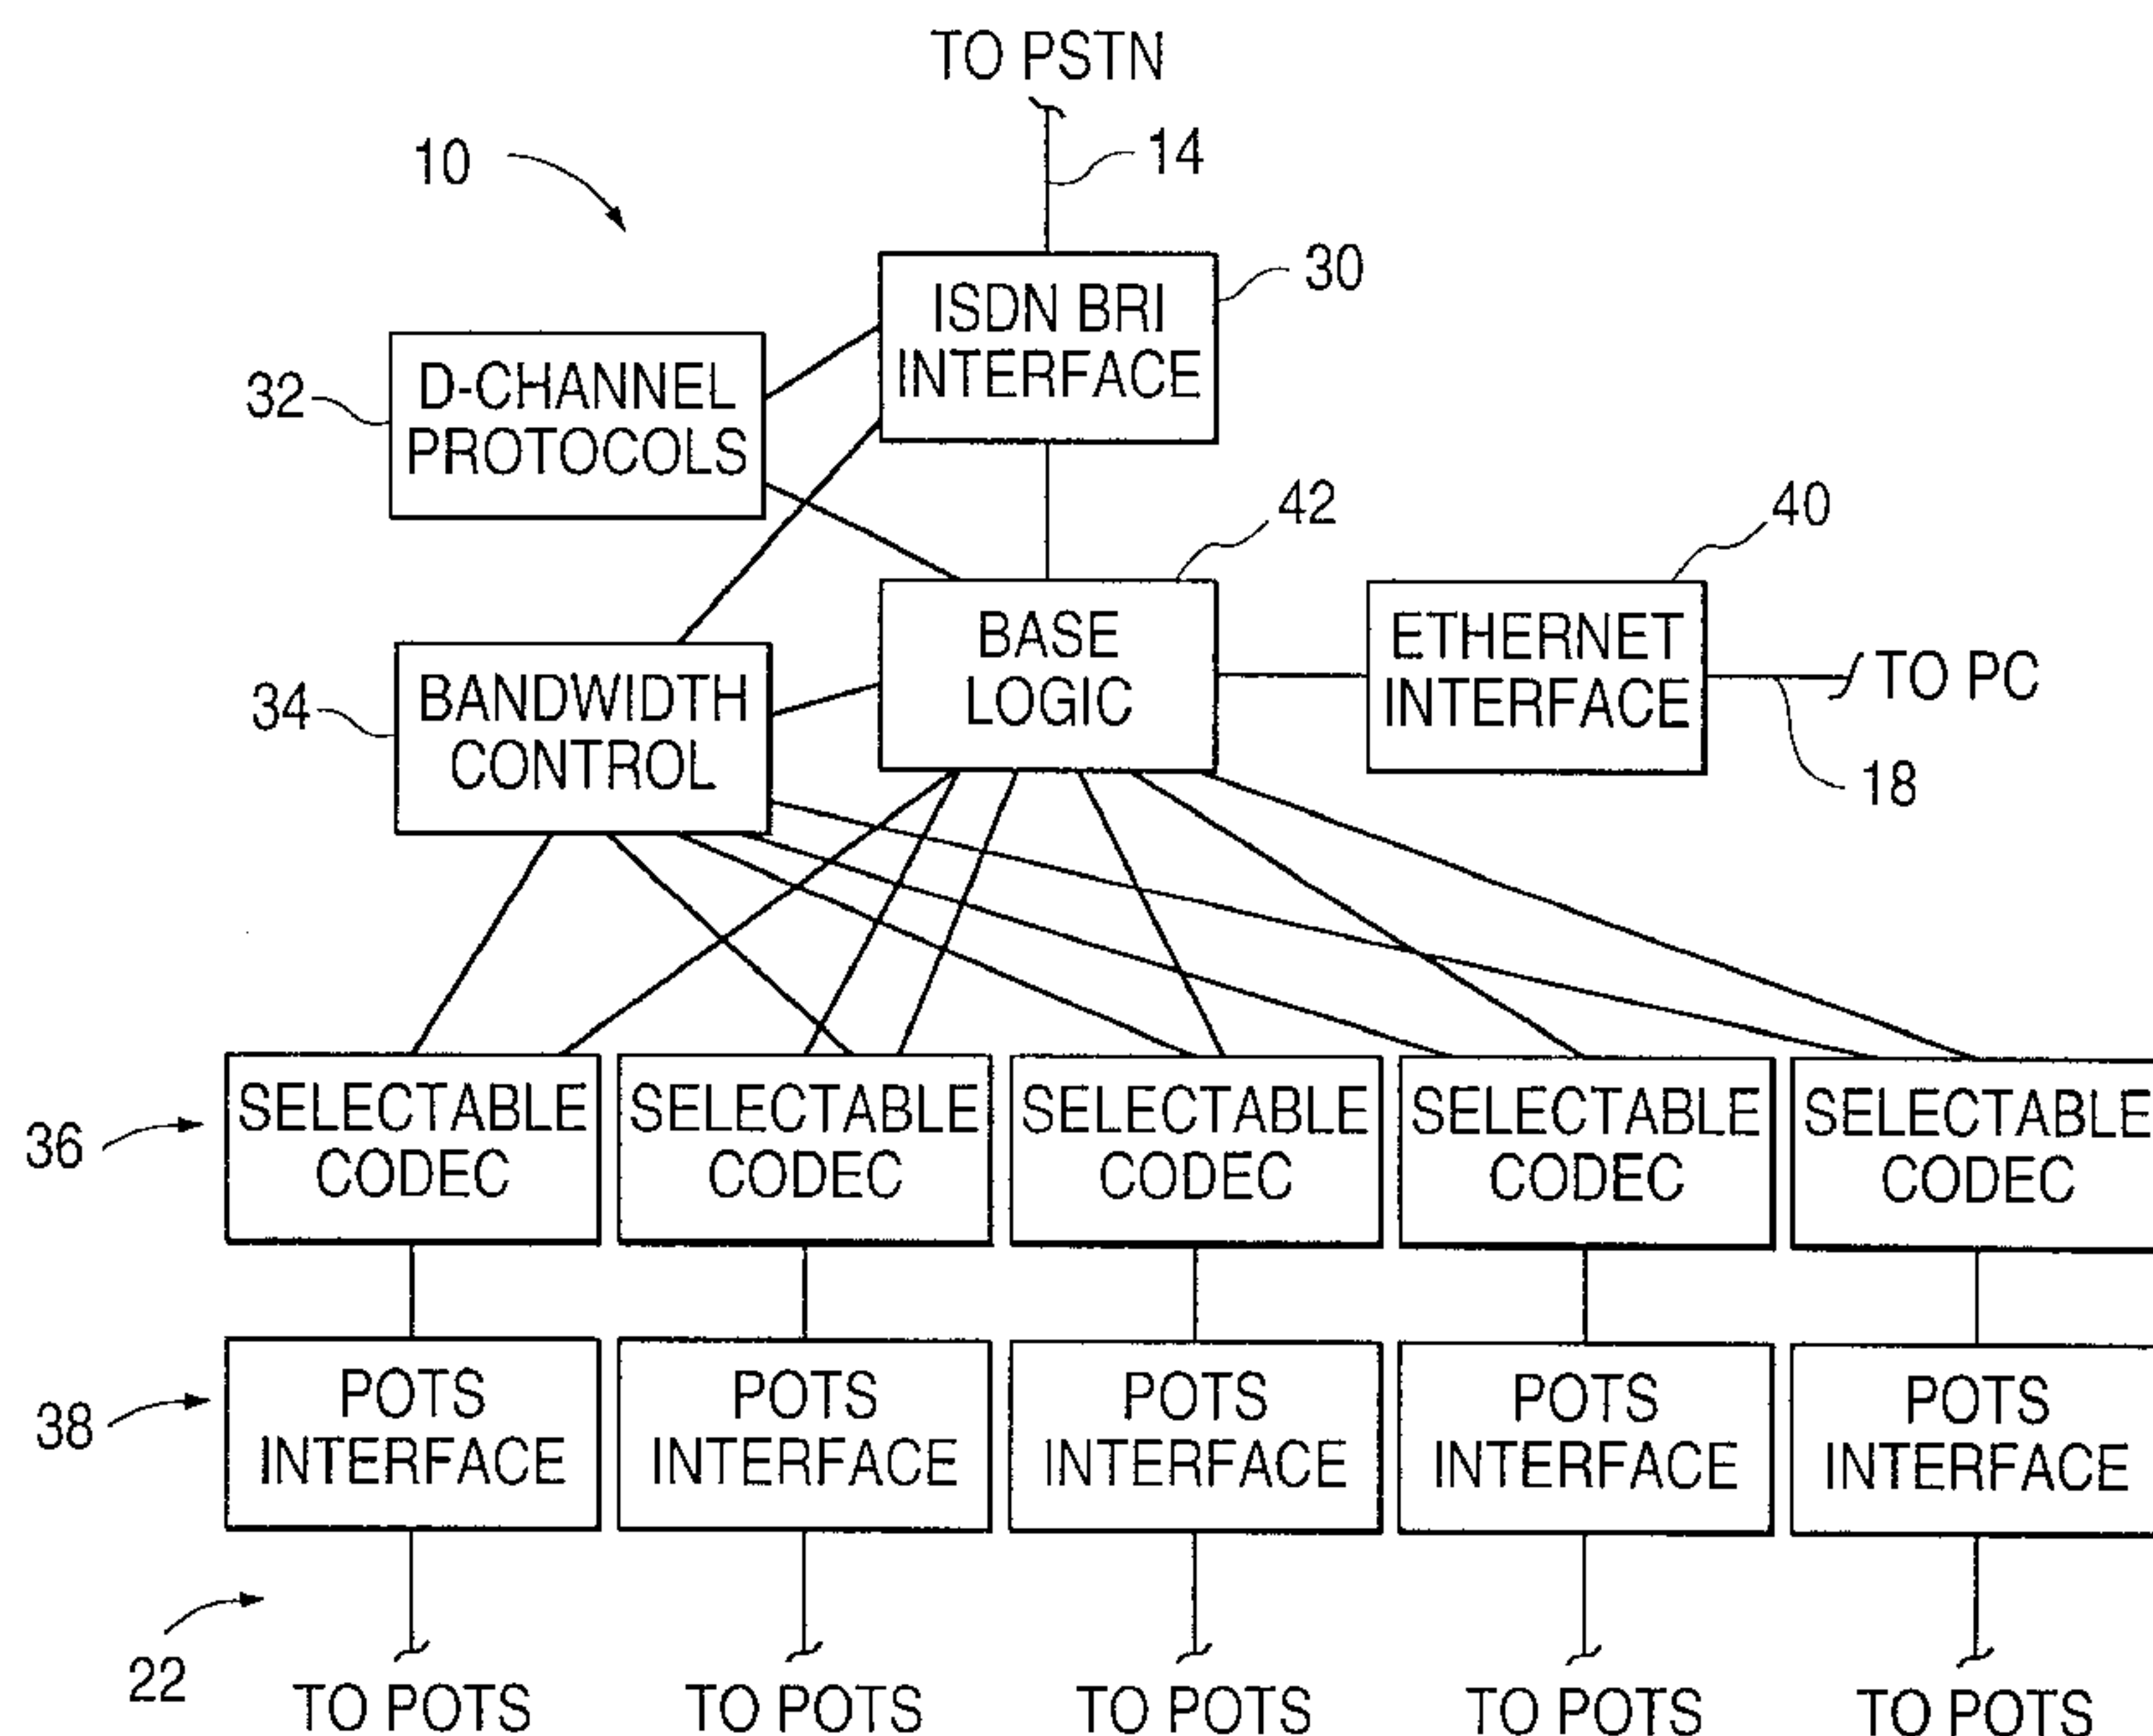 TO PSTN
10
14
30
ISDN BRI
INTERFACE
32
D-CHANNEL
PROTOCOLS
42
40
BASE
LOGIC
ETHERNET
INTERFACE
TO PC
34
BANDWIDTH
CONTROL
18
36
SELECTABLE
CODEC
SELECTABLE
CODEC
SELECTABLE
CODEC
SELECTABLE
CODEC
SELECTABLE
CODEC
38
POTS
INTERFACE
POTS
INTERFACE
POTS
INTERFACE
POTS
INTERFACE
POTS
INTERFACE
22
TO POTS
TO POTS
TO POTS
TO POTS
TO POTS